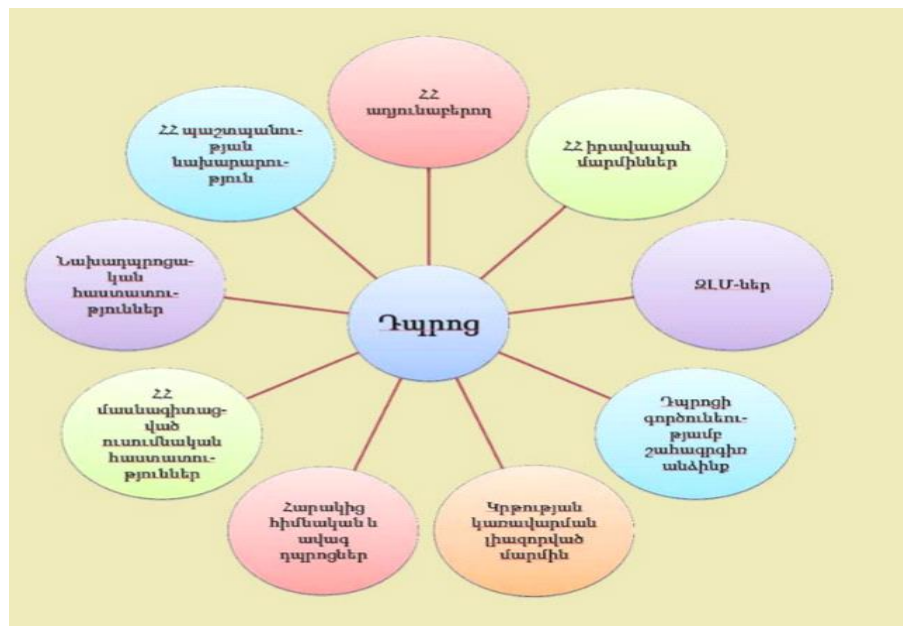 ՀՀ
աղյունաբերող
ՀՀ իրավապահ
մարմիններ
ԶԼՄ-ներ
Դպրոցի
գործունեու-
թյամբ
շահագրգիռ
անձինք
Կրթության
կառավարման
լիազորված
մարմին
Հարակից
հիմնական և
ավագ
դպրոցներ
ՀՀ
մասնագիտաց-
ված
ուսումնական
հաստատու-
թյուններ
Նախադպրոցա-
կան
հաստատու-
թյուններ
ՀՀ պաշտպանու-
թյան
նախարարու-
թյուն
Դպրոց